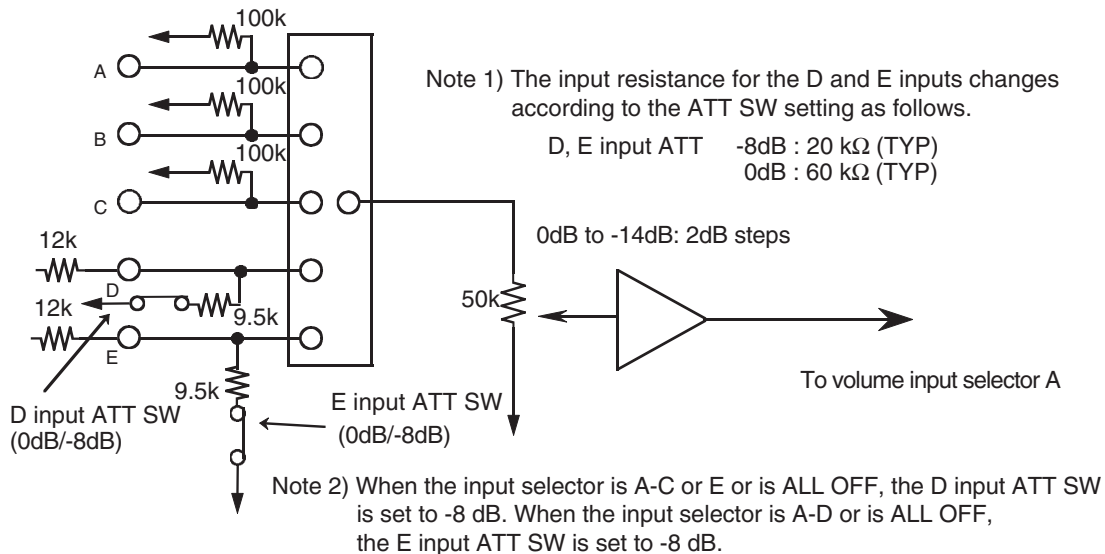 100k
A
100k
B
100k
C
12k
D
9.5k
12k
E
9.5k
D input ATT SW
(0dB/-8dB)
E input ATT SW
(0dB/-8dB)
Note 1) The input resistance for the D and E inputs changes
according to the ATT SW setting as follows.
D, E input ATT -8dB : 20 kΩ (TYP)
0dB : 60 kΩ (TYP)
0dB to -14dB: 2dB steps
50k
To volume input selector A
Note 2) When the input selector is A-C or E or is ALL OFF, the D input ATT SW
is set to -8 dB. When the input selector is A-D or is ALL OFF,
the E input ATT SW is set to -8 dB.